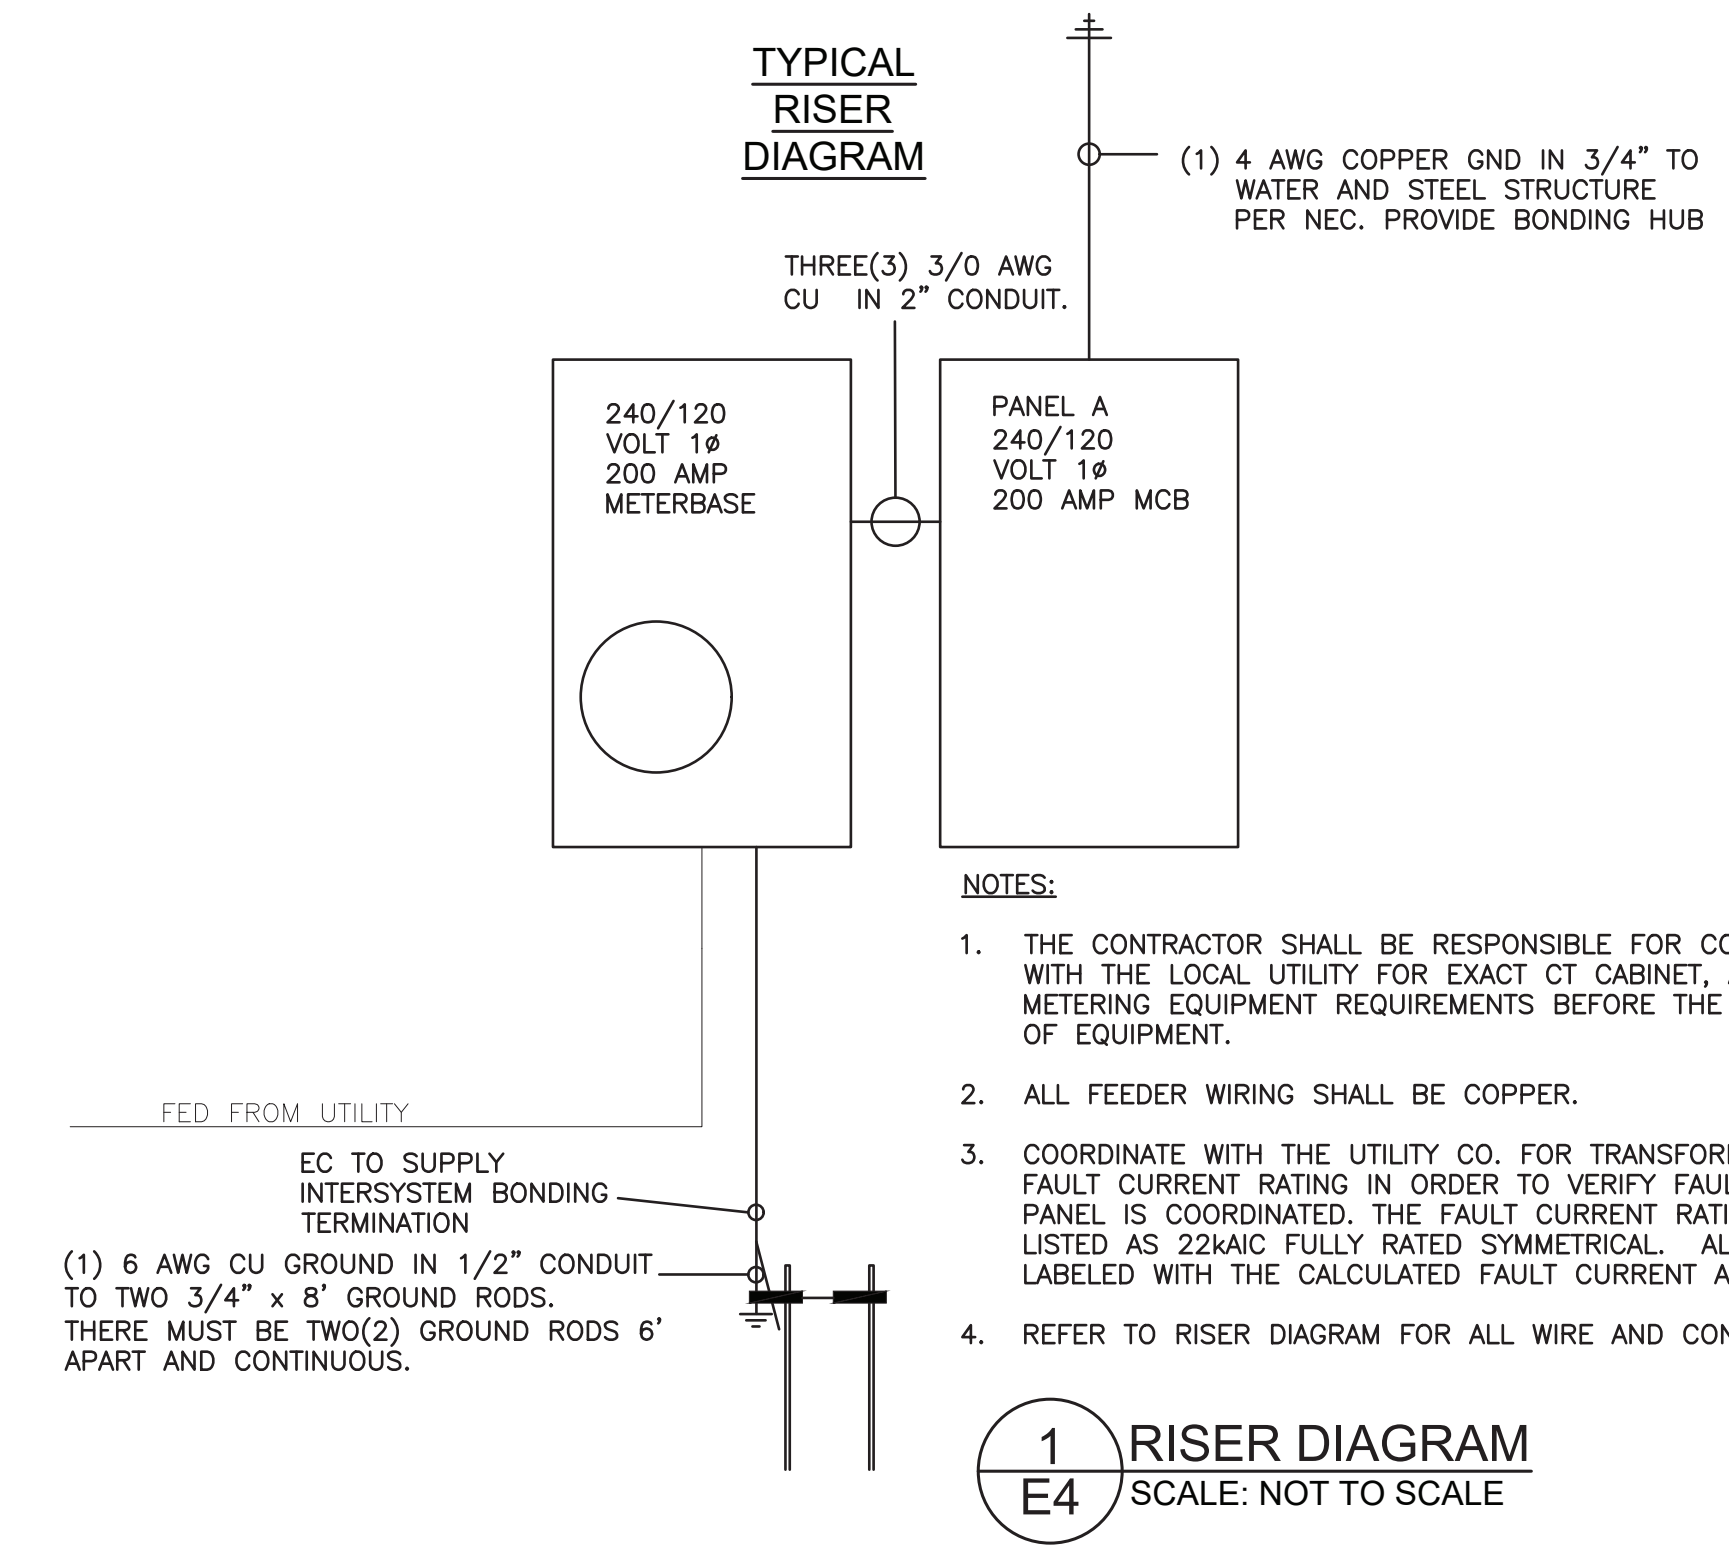 TYPICAL
RISER
DIAGRAM
(1) 4 AWG COPPER GND IN 3/4" TO
WATER AND STEEL STRUCTURE
PER NEC. PROVIDE BONDING HUB
THREE(3) 3/0 AWG
CU IN 2" CONDUIT.
240/120
VOLT 1ø
200 AMP
METERBASE
PANEL A
240/120
VOLT 1ø
200 AMP MCB
FED FROM UTILITY
EC TO SUPPLY
INTERSYSTEM BONDING
TERMINATION
(1) 6 AWG CU GROUND IN 1/2" CONDUIT
TO TWO 3/4" x 8' GROUND RODS.
THERE MUST BE TWO(2) GROUND RODS 6'
APART AND CONTINUOUS.
NOTES:
1. THE CONTRACTOR SHALL BE RESPONSIBLE FOR
WITH THE LOCAL UTILITY FOR EXACT CT CABINET,
METERING EQUIPMENT REQUIREMENTS BEFORE THE
OF EQUIPMENT.
2. ALL FEEDER WIRING SHALL BE COPPER.
3. COORDINATE WITH THE UTILITY CO. FOR
FAULT CURRENT RATING IN ORDER TO VERIFY
PANEL IS COORDINATED. THE FAULT CURRENT
LISTED AS 22kAIC FULLY RATED SYMMETRICAL.
LABELED WITH THE CALCULATED FAULT CURRENT
4. REFER TO RISER DIAGRAM FOR ALL WIRE AND
1
E4
RISER DIAGRAM
SCALE: NOT TO SCALE